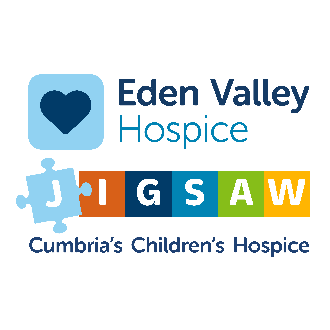 Eden Valley
Hospice
JIGSAW
Cumbria's Children's Hospice